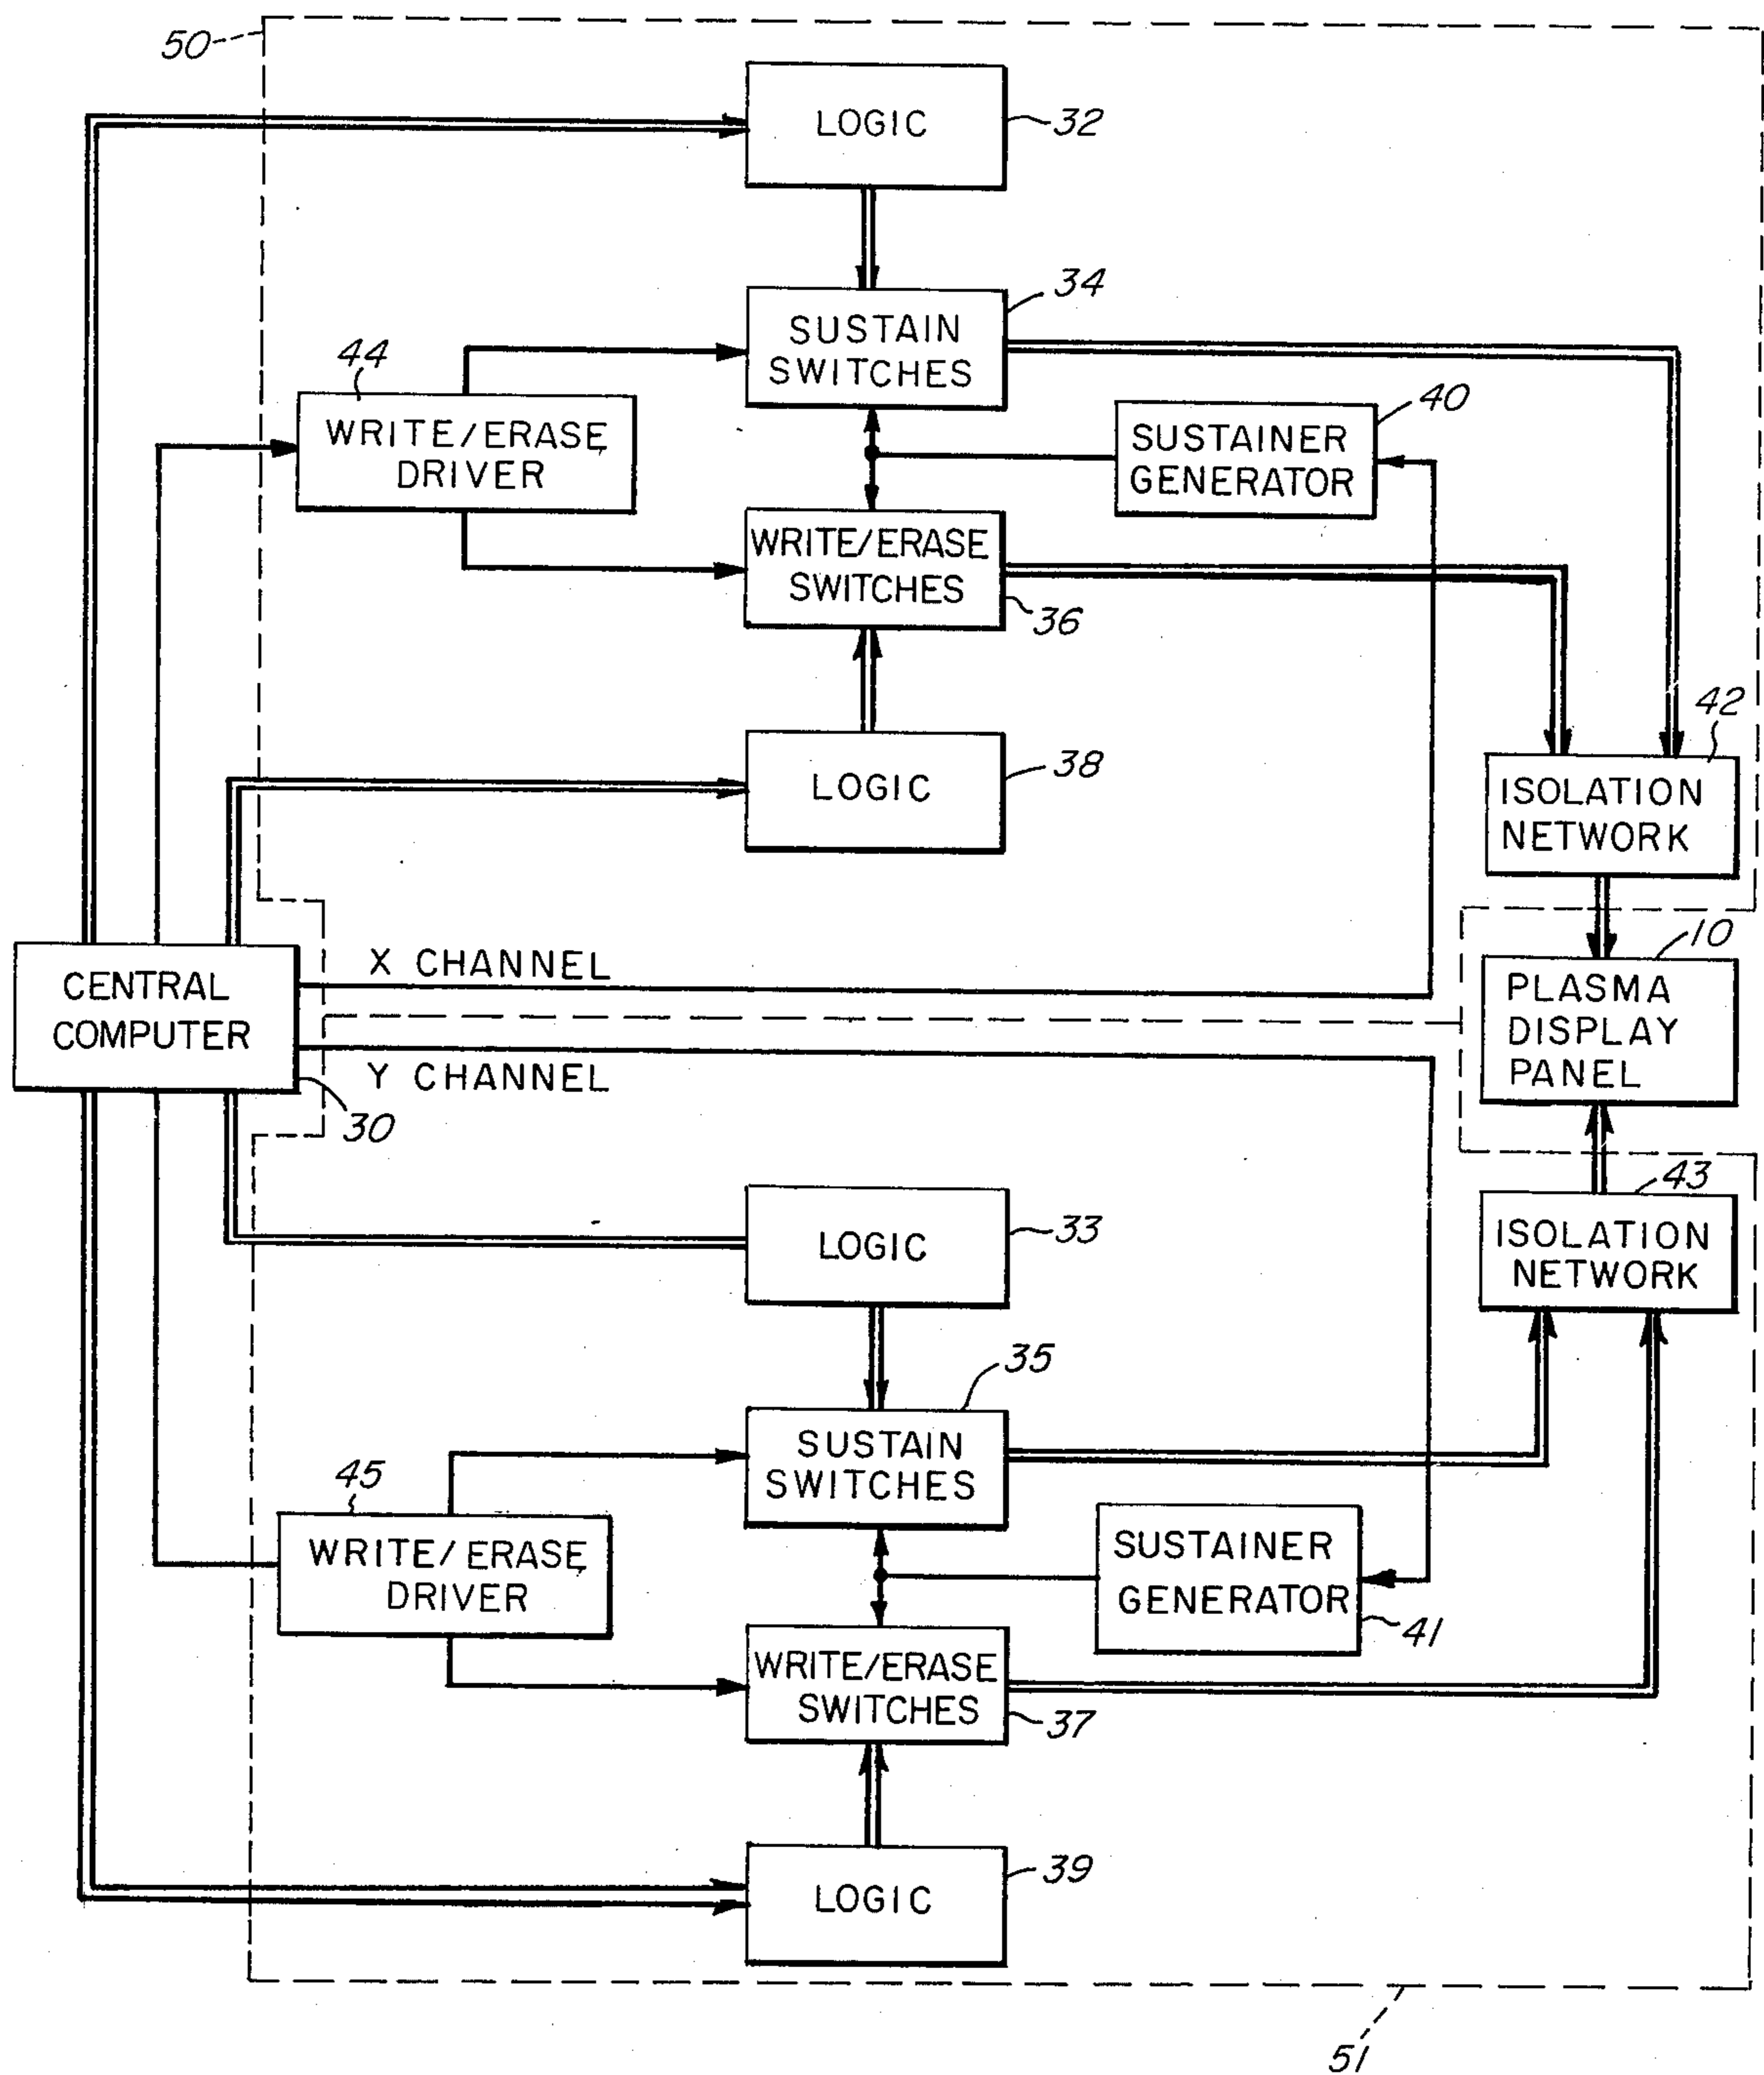 50
LOGIC
32
34
SUSTAIN
SWITCHES
44
WRITE/ERASE
DRIVER
40
SUSTAINER
GENERATOR
WRITE/ERASE
SWITCHES
36
42
ISOLATION
NETWORK
LOGIC
38
10
PLASMA
DISPLAY
PANEL
X CHANNEL
CENTRAL
COMPUTER
Y CHANNEL
30
43
ISOLATION
NETWORK
LOGIC
33
35
SUSTAIN
SWITCHES
45
WRITE/ERASE
DRIVER
SUSTAINER
GENERATOR
41
WRITE/ERASE
SWITCHES
37
LOGIC
39
51